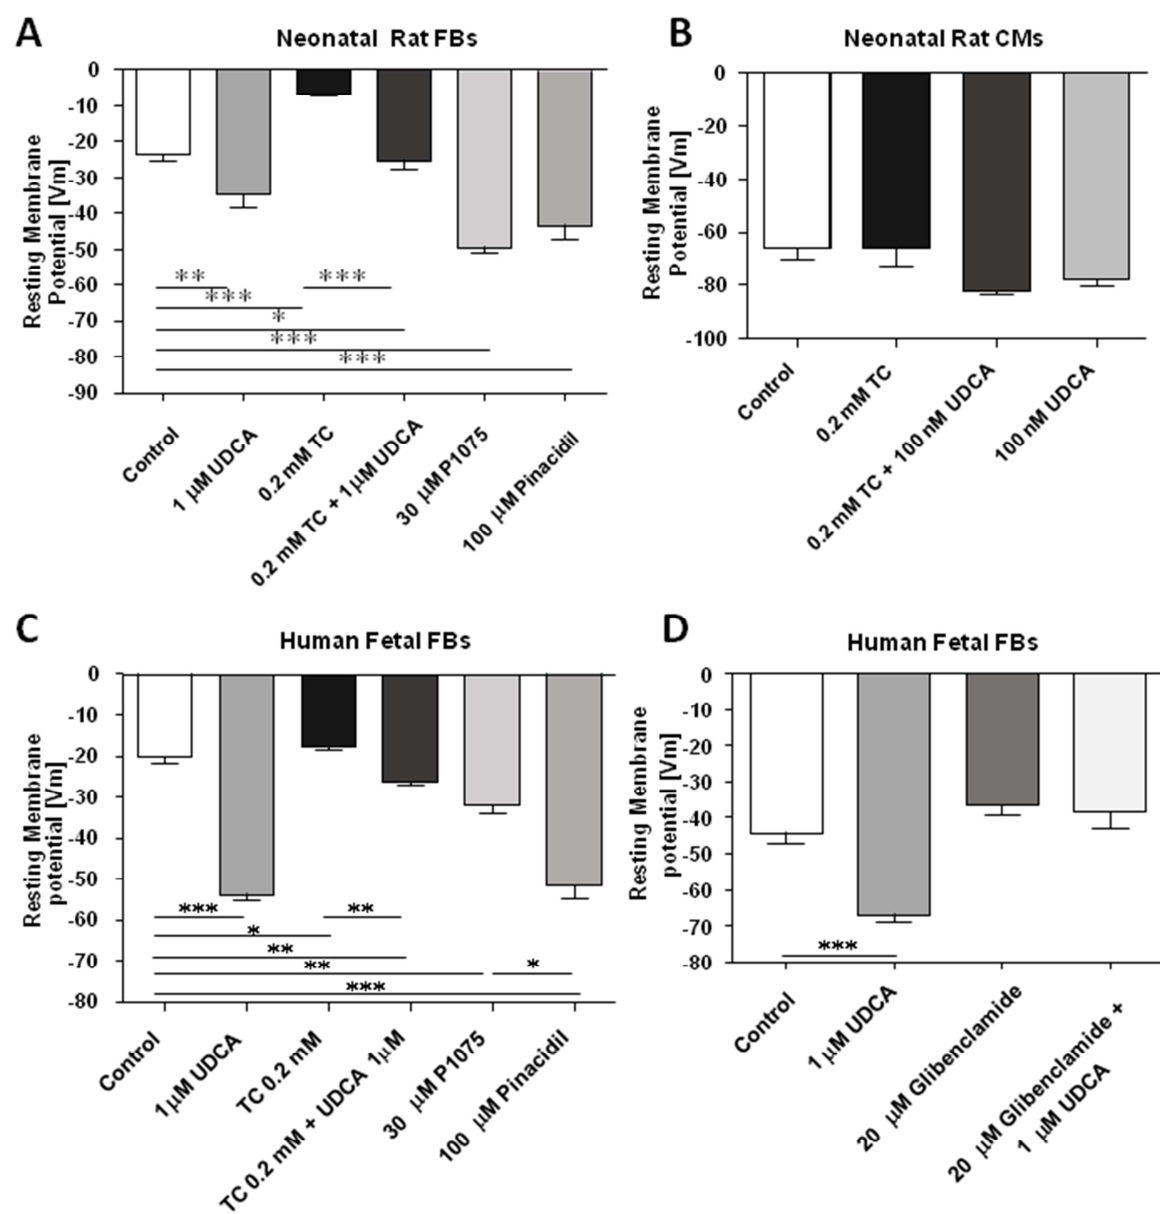 A
Neonatal Rat FBs
Resting Membrane
Potential [Vm]
0
-10
-20
-30
-40
-50
-60
-70
-80
-90
**
***
***
*
***
***
Control
1 μM UDCA
0.2 mM TC
0.2 mM TC + 1 μM UDCA
30 μM P1075
100 μM Pinacidil
B
Neonatal Rat CMs
Resting Membrane
Potential [Vm]
0
-20
-40
-60
-80
-100
Control
0.2 mM TC
0.2 mM TC + 100 nM UDCA
100 nM UDCA
C
Human Fetal FBs
Resting Membrane
potential [Vm]
0
-10
-20
-30
-40
-50
-60
-70
-80
***
**
*
**
**
*
***
Control
1 μM UDCA
TC 0.2 mM
TC 0.2 mM + UDCA 1μM
30 μM P1075
100 μM Pinacidil
D
Human Fetal FBs
Resting Membrane
potential [Vm]
0
-10
-20
-30
-40
-50
-60
-70
-80
***
Control
1 μM UDCA
20 μM Glibenclamide
20 μM Glibenclamide +
1 μM UDCA